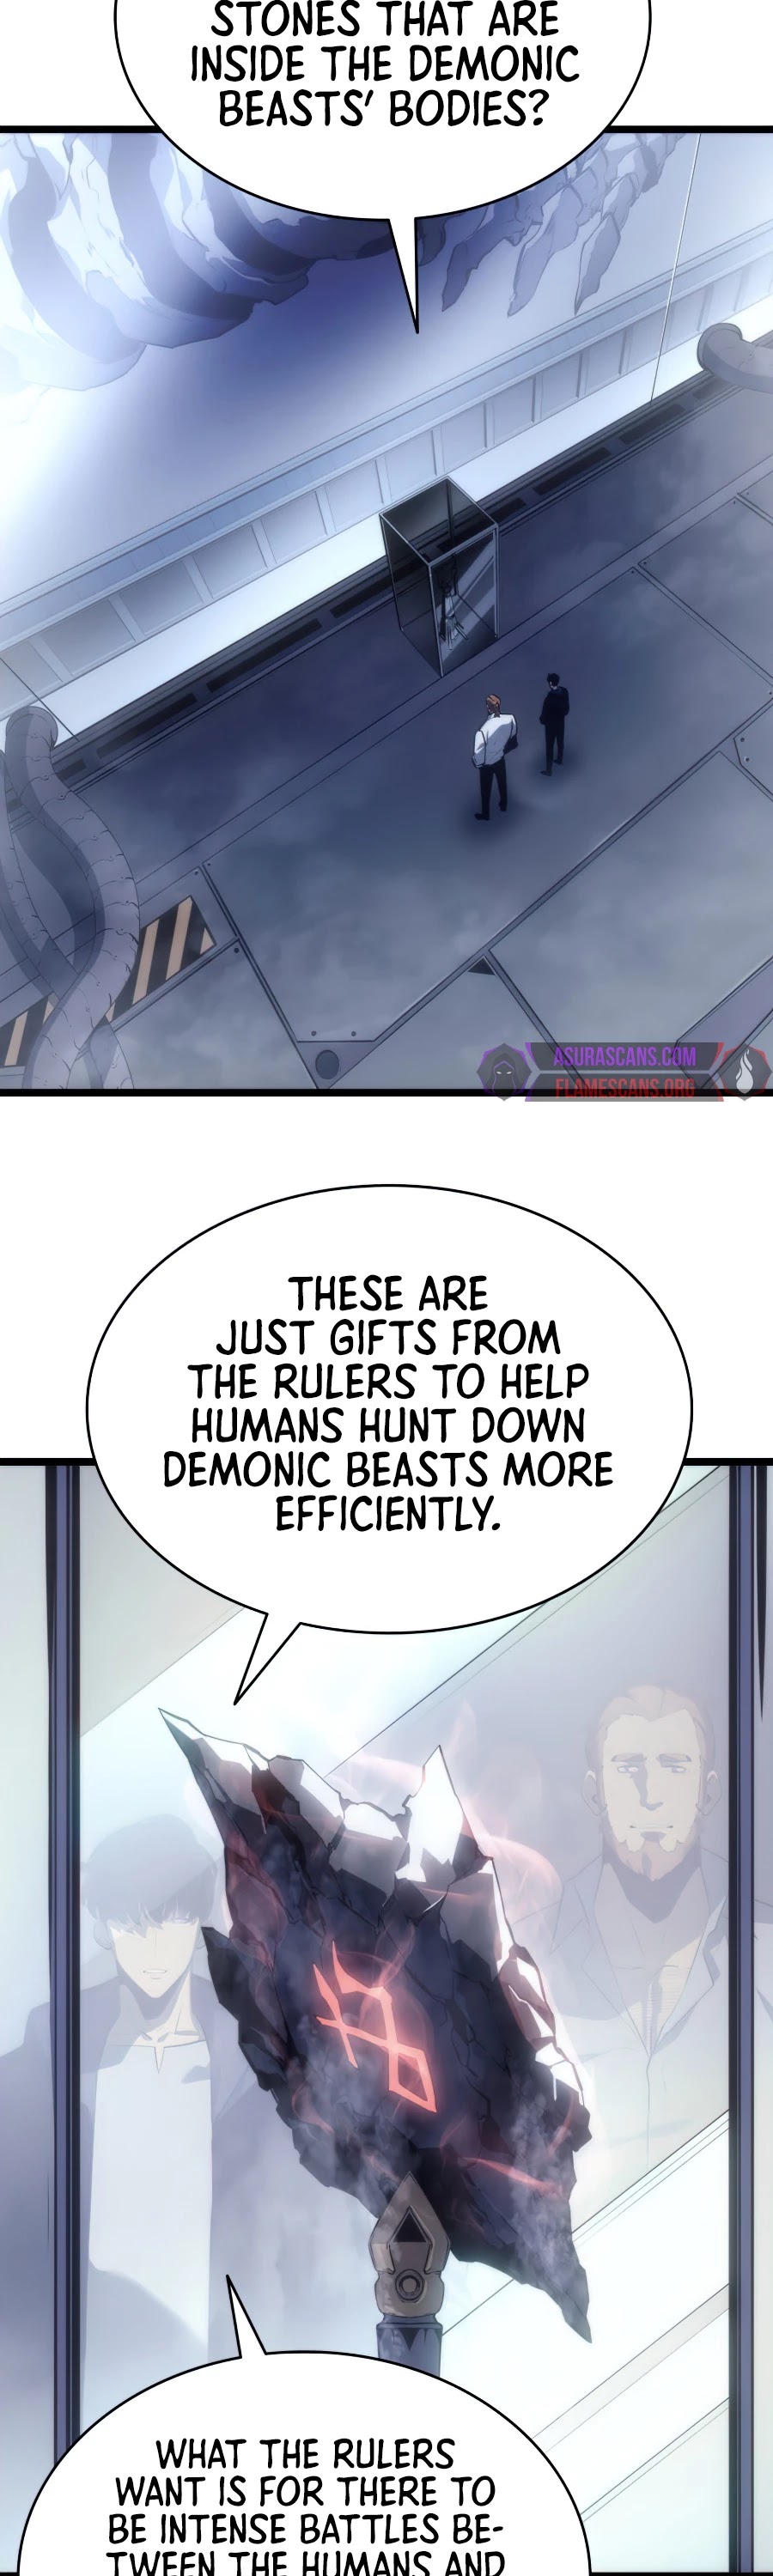 STONES THAT ARE
INSIDE THE DEMONIC
BEASTS' BODIES?
ASURASCANS.COM
FLAMESCANS.ORG
THESE ARE
JUST GIFTS FROM
THE RULERS TO HELP
HUMANS HUNT DOWN
DEMONIC BEASTS MORE
EFFICIENTLY.
WHAT THE RULERS
WANT IS FOR THERE TO
BE INTENSE BATTLES BE-
TWEEN THE HUMANS AND